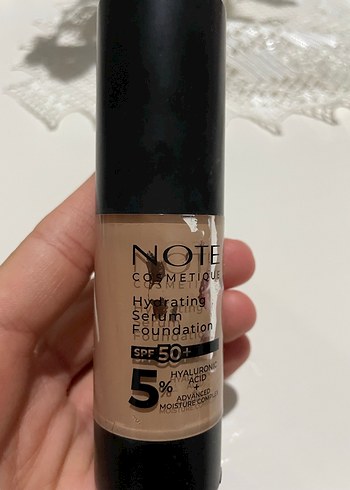 NOTE
COSMETIQUE
Hydrating
Serum
Foundation
SPF 50+
5%
HYALURONIC
ACID
+
ADVANCED
MOISTURE COMPLEX